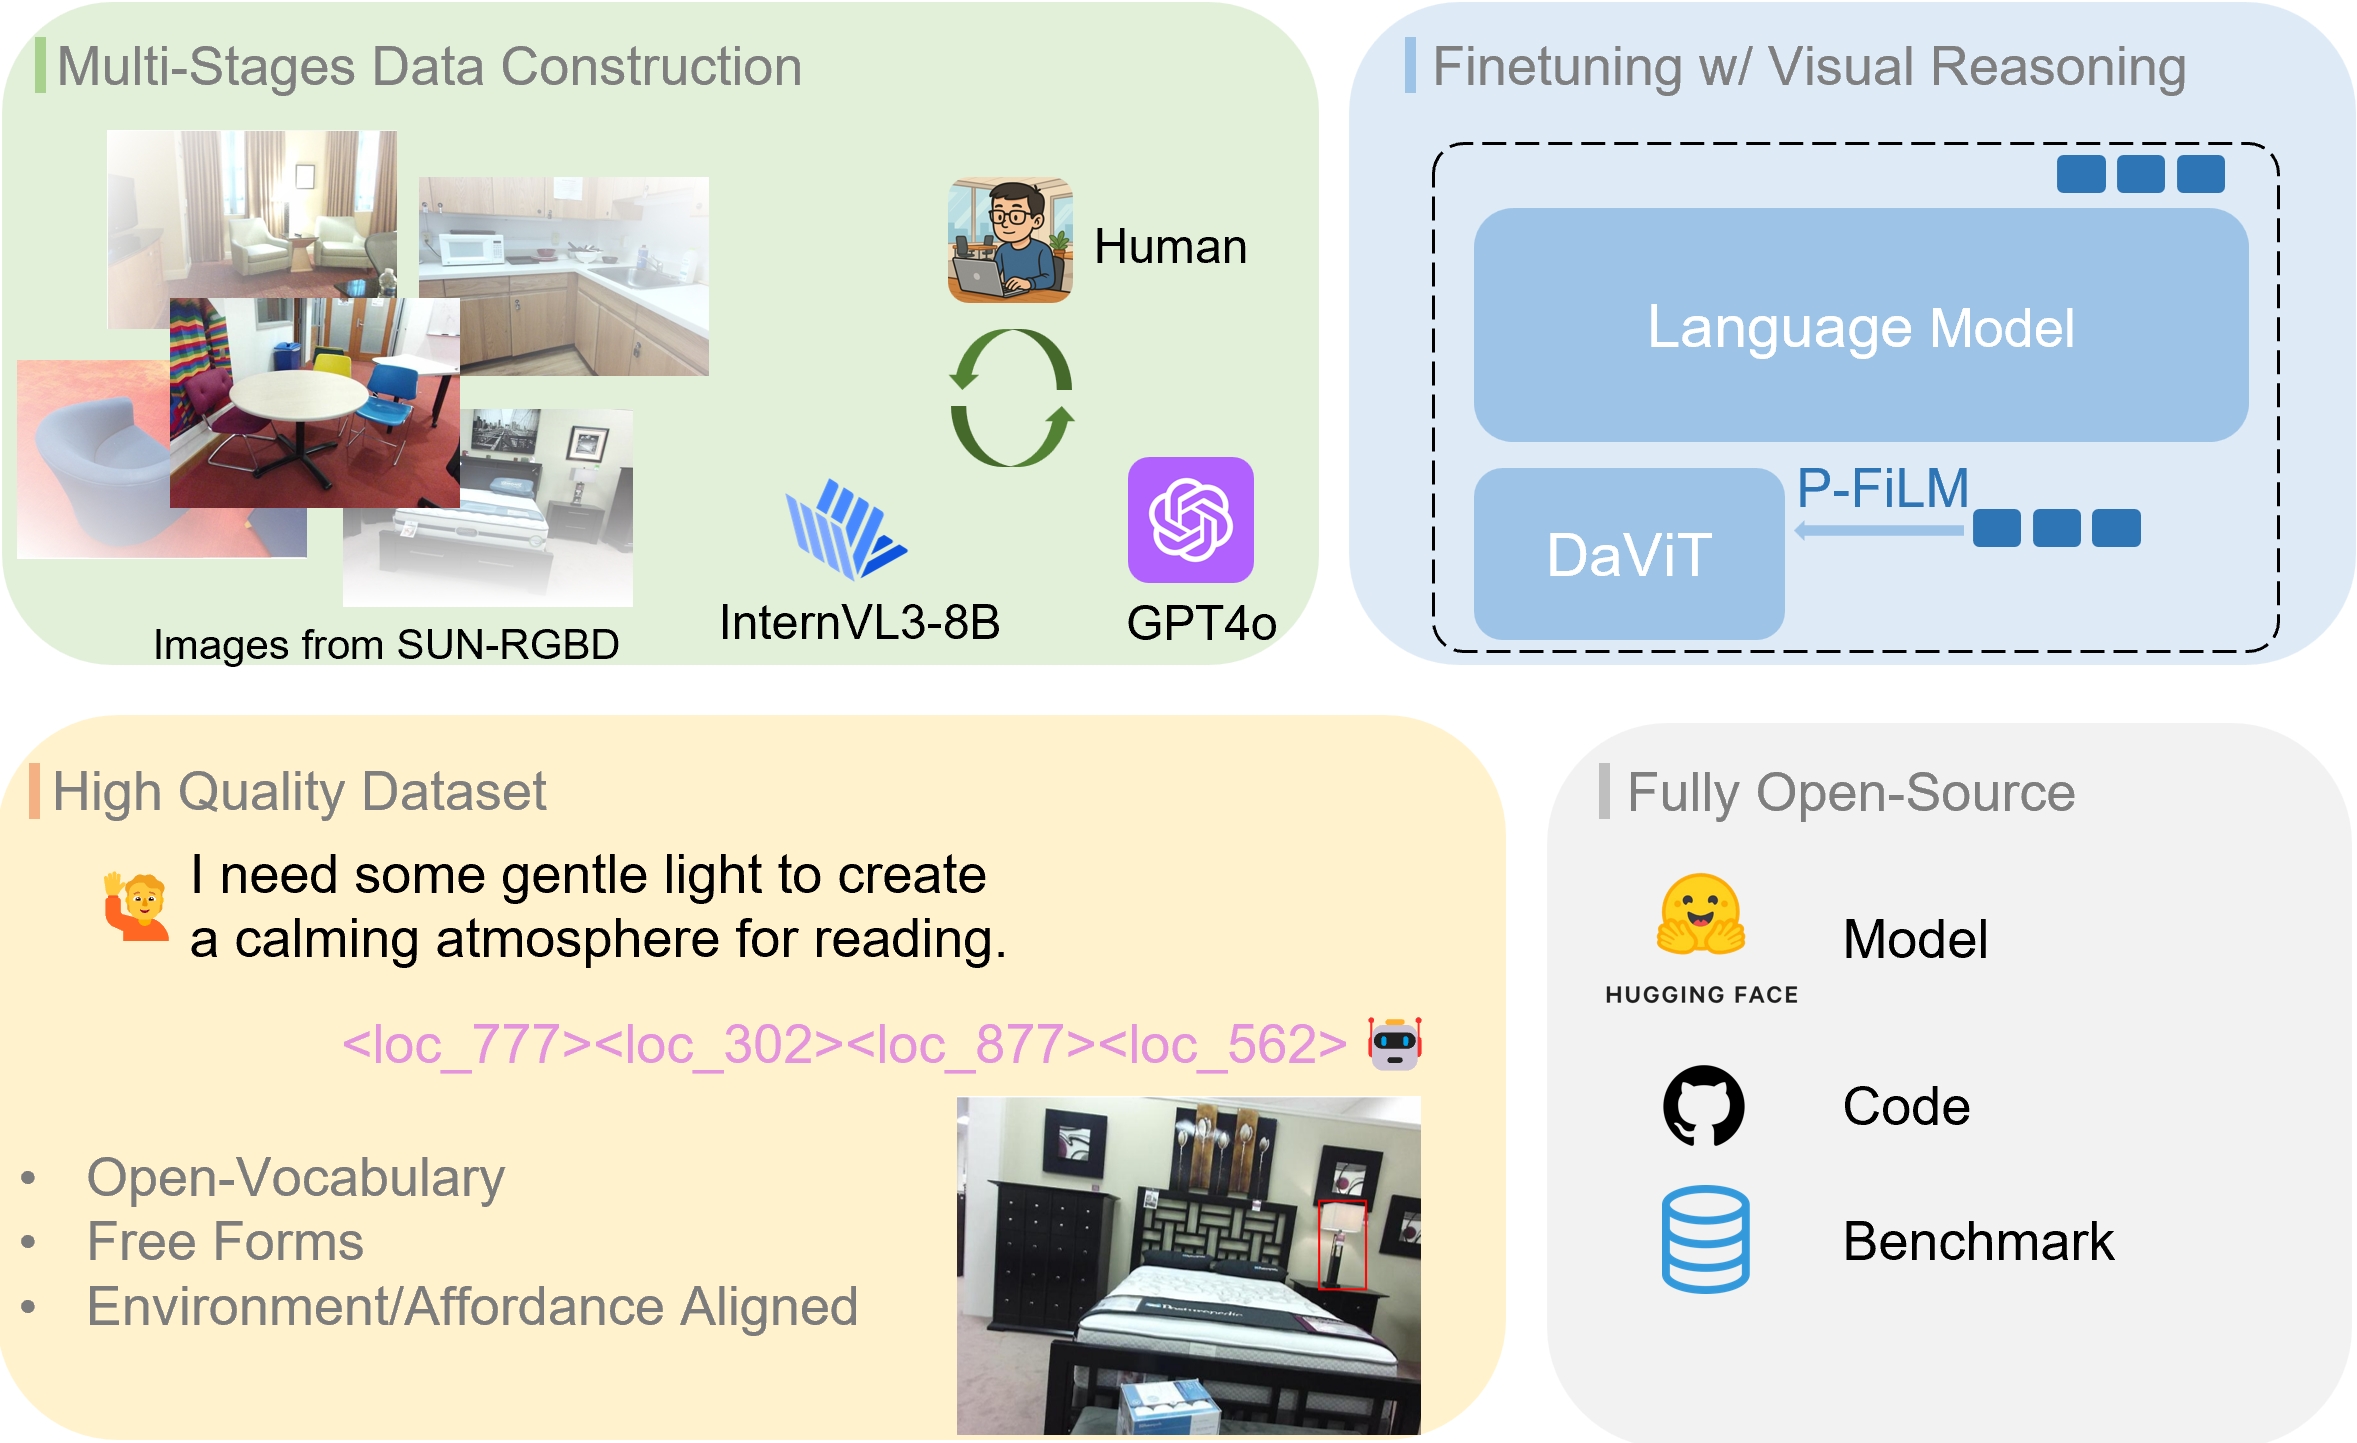 Multi-Stages Data Construction
Human
InternVL3-8B
GPT4o
Images from SUN-RGBD
Finetuning w/ Visual Reasoning
Language Model
P-FiLM
DaViT
High Quality Dataset
I need some gentle light to create
a calming atmosphere for reading.
<loc_777><loc_302><loc_877><loc_562>
• Open-Vocabulary
• Free Forms
• Environment/Affordance Aligned
Fully Open-Source
HUGGING FACE
Model
Code
Benchmark